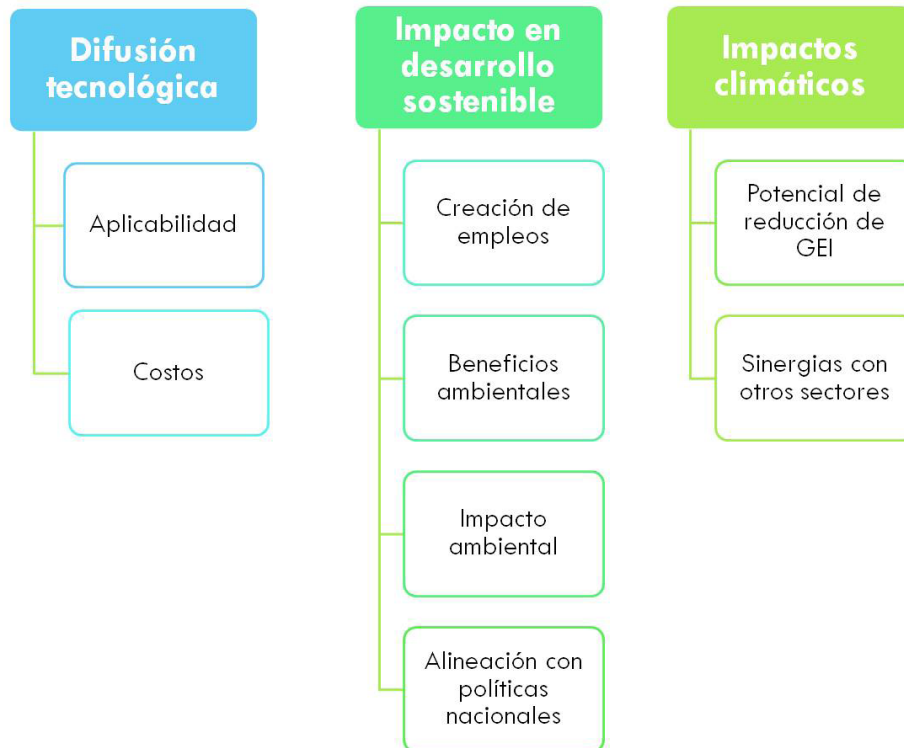 Difusión
tecnológica
Aplicabilidad
Costos
Impacto en
desarrollo
sostenible
Creación de
empleos
Beneficios
ambientales
Impacto
ambiental
Alineación con
políticas
nacionales
Impactos
climáticos
Potencial de
reducción de
GEI
Sinergias con
otros sectores